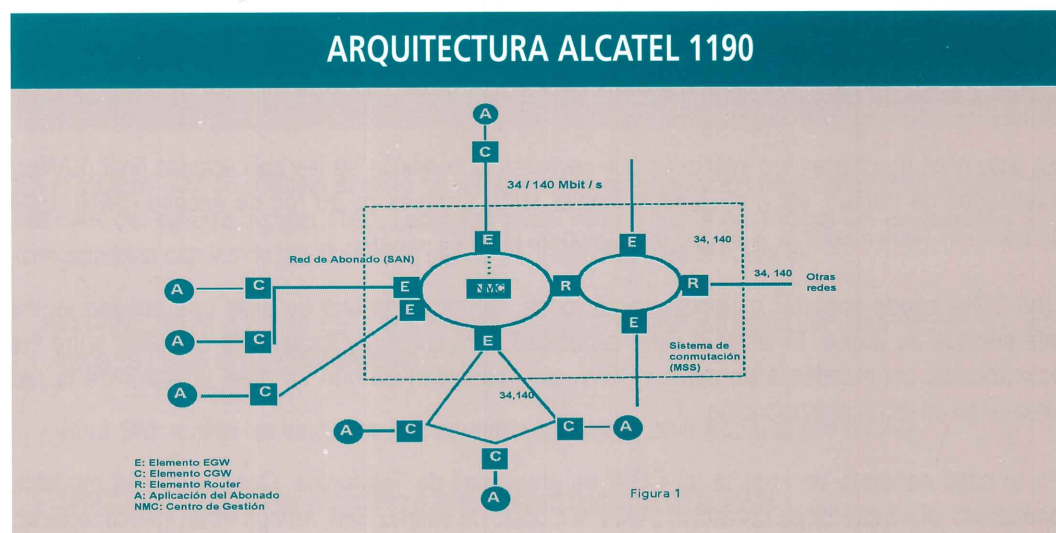 ARQUITECTURA ALCATEL 1190
A
C
34 / 140 Mbit / s
E
E
34, 140
Red de Abonado (SAN)
A
C
E
NMC
R
R
34, 140
Otras
redes
E
E
E
A
C
Sistema de
conmutación
(MSS)
A
C
34,140
A
C
C
A
C
A
E: Elemento EGW
C: Elemento CGW
R: Elemento Router
A: Aplicación del Abonado
NMC: Centro de Gestión
Figura 1